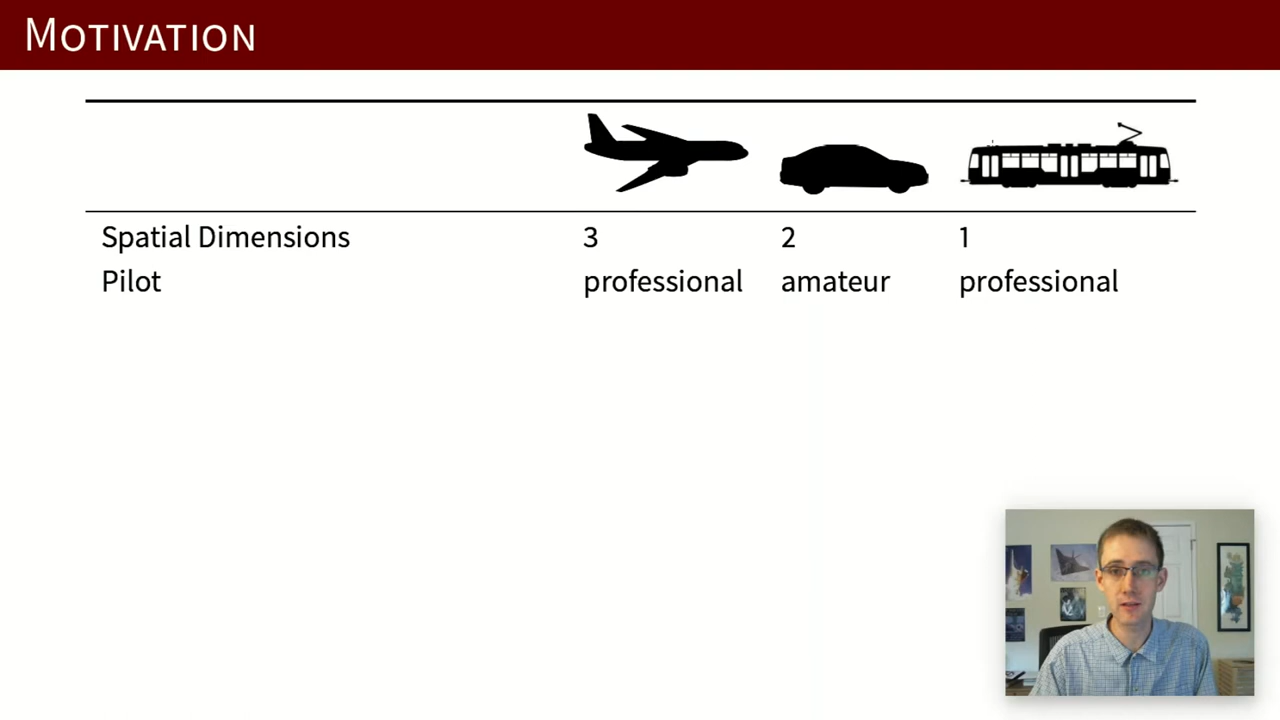 MOTIVATION
Spatial Dimensions 3 2 1
Pilot professional amateur professional